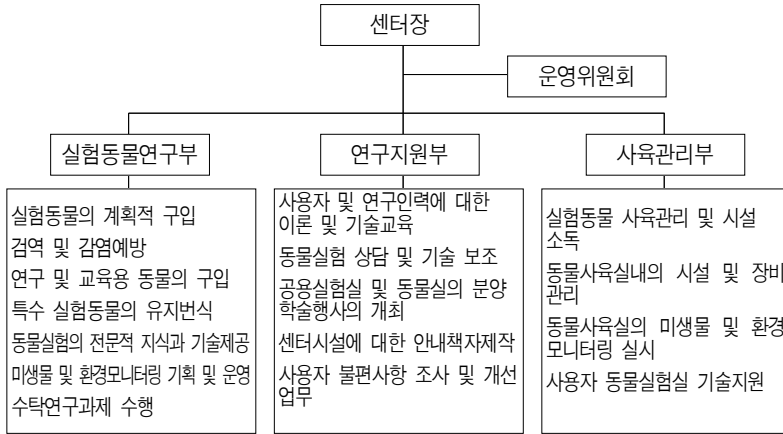 센터장
운영위원회
실험동물연구부
연구지원부
사육관리부
실험동물의 계획적 구입
검역 및 감염예방
연구 및 교육용 동물의 구입
특수 실험동물의 유지번식
동물실험의 전문적 지식과 기술제공
미생물 및 환경모니터링 기획 및 운영
수탁연구과제 수행
사용자 및 연구인력에 대한
이론 및 기술교육
동물실험 상담 및 기술 보조
공용실험실 및 동물실의 분양
학술행사의 개최
센터시설에 대한 안내책자제작
사용자 불편사항 조사 및 개선
업무
실험동물 사육관리 및 시설
소독
동물사육실내의 시설 및 장비
관리
동물사육실의 미생물 및 환경
모니터링 실시
사용자 동물실험실 기술지원